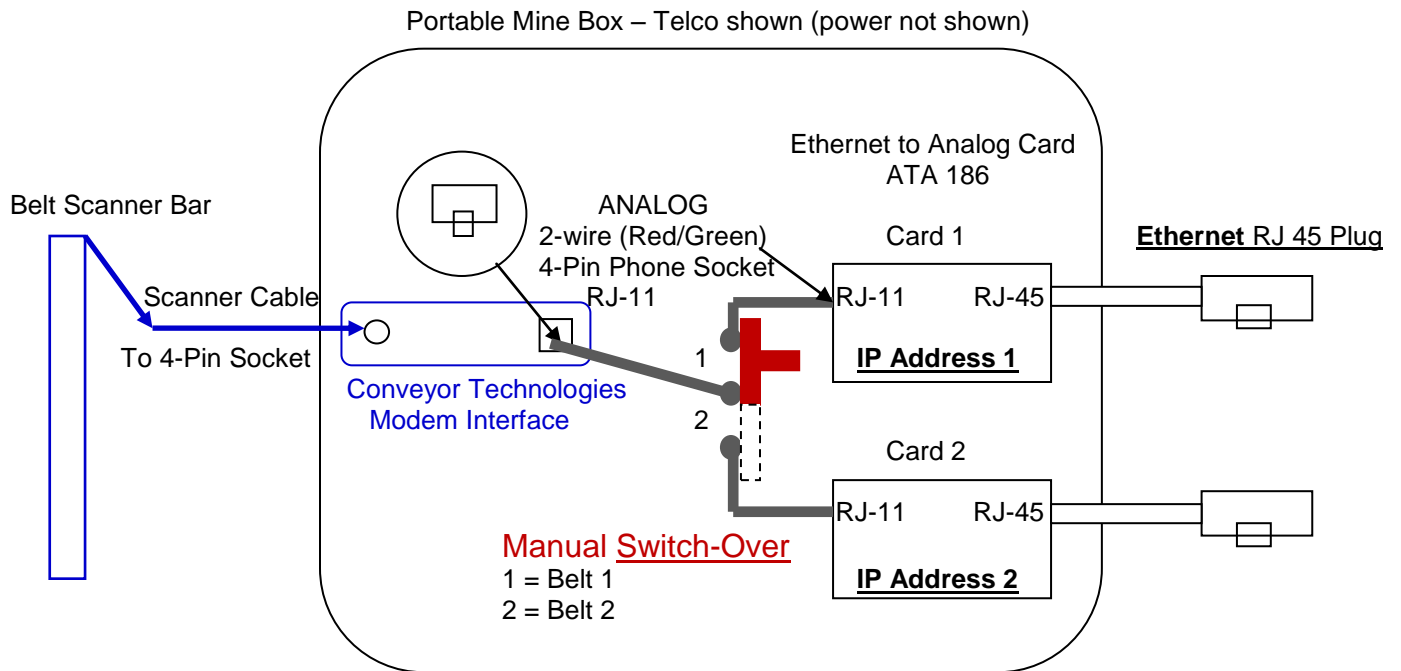 Portable Mine Box – Telco shown (power not shown)
Ethernet to Analog Card
ATA 186
Belt Scanner Bar
ANALOG
2-wire (Red/Green)
4-Pin Phone Socket
RJ-11
Card 1
Ethernet RJ 45 Plug
Scanner Cable
To 4-Pin Socket
RJ-11
RJ-45
IP Address 1
1
2
Conveyor Technologies
Modem Interface
Card 2
RJ-11
RJ-45
IP Address 2
Manual Switch-Over
1 = Belt 1
2 = Belt 2